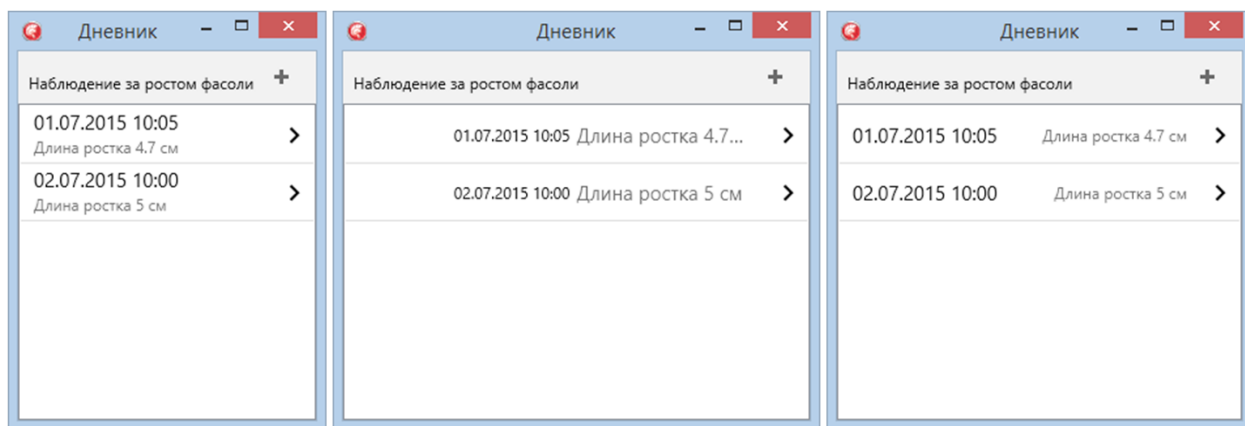 Дневник
Наблюдение за ростом фасоли
01.07.2015 10:05
Длина ростка 4.7 см
02.07.2015 10:00
Длина ростка 5 см
Дневник
Наблюдение за ростом фасоли
01.07.2015 10:05 Длина ростка 4.7...
02.07.2015 10:00 Длина ростка 5 см
Дневник
Наблюдение за ростом фасоли
01.07.2015 10:05 Длина ростка 4.7 см
02.07.2015 10:00 Длина ростка 5 см